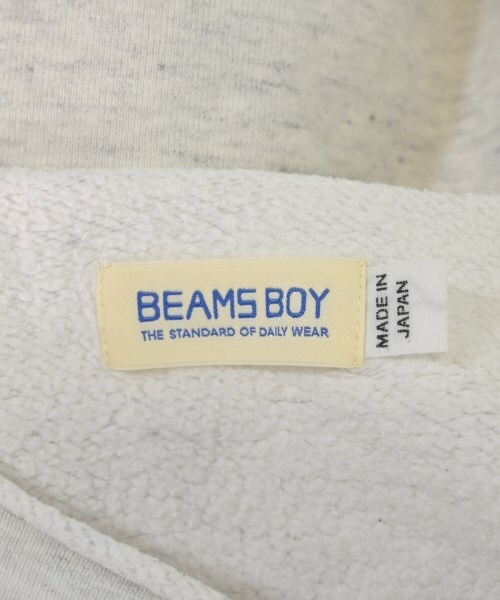 BEAMS BOY
THE STANDARD OF DAILY WEAR
MADE IN
JAPAN